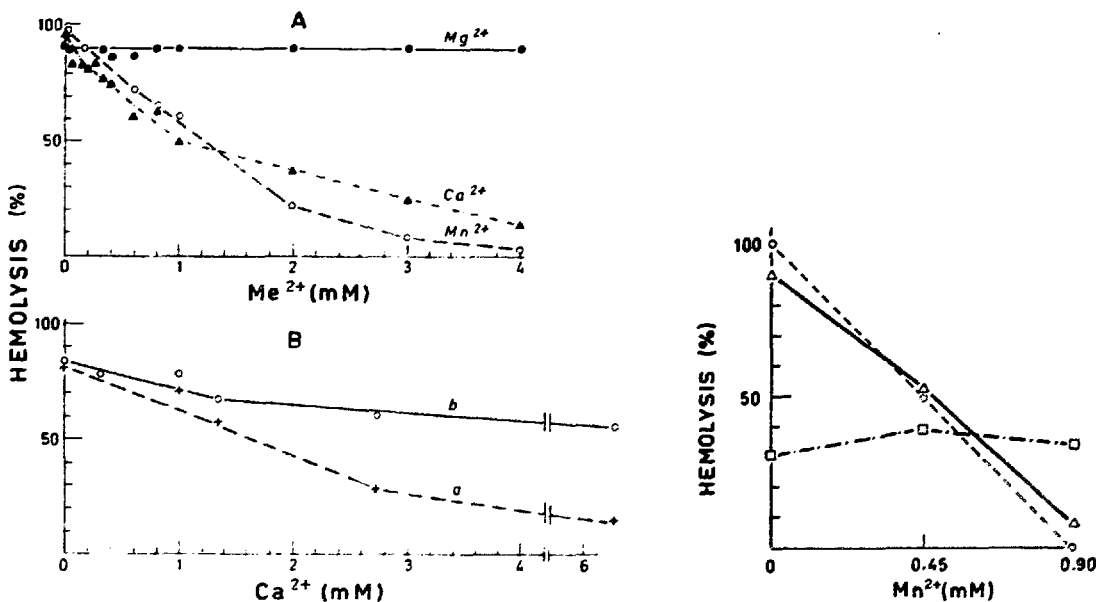 A
100
50
0
1
2
3
4
Mg2+
Ca2+
Mn2+
Me2+(mM)
HEMOLYSIS (%)
B
100
50
0
1
2
3
4
6
b
a
Ca2+(mM)
HEMOLYSIS (%)
100
50
0
0.45
0.90
Mn2+(mM)